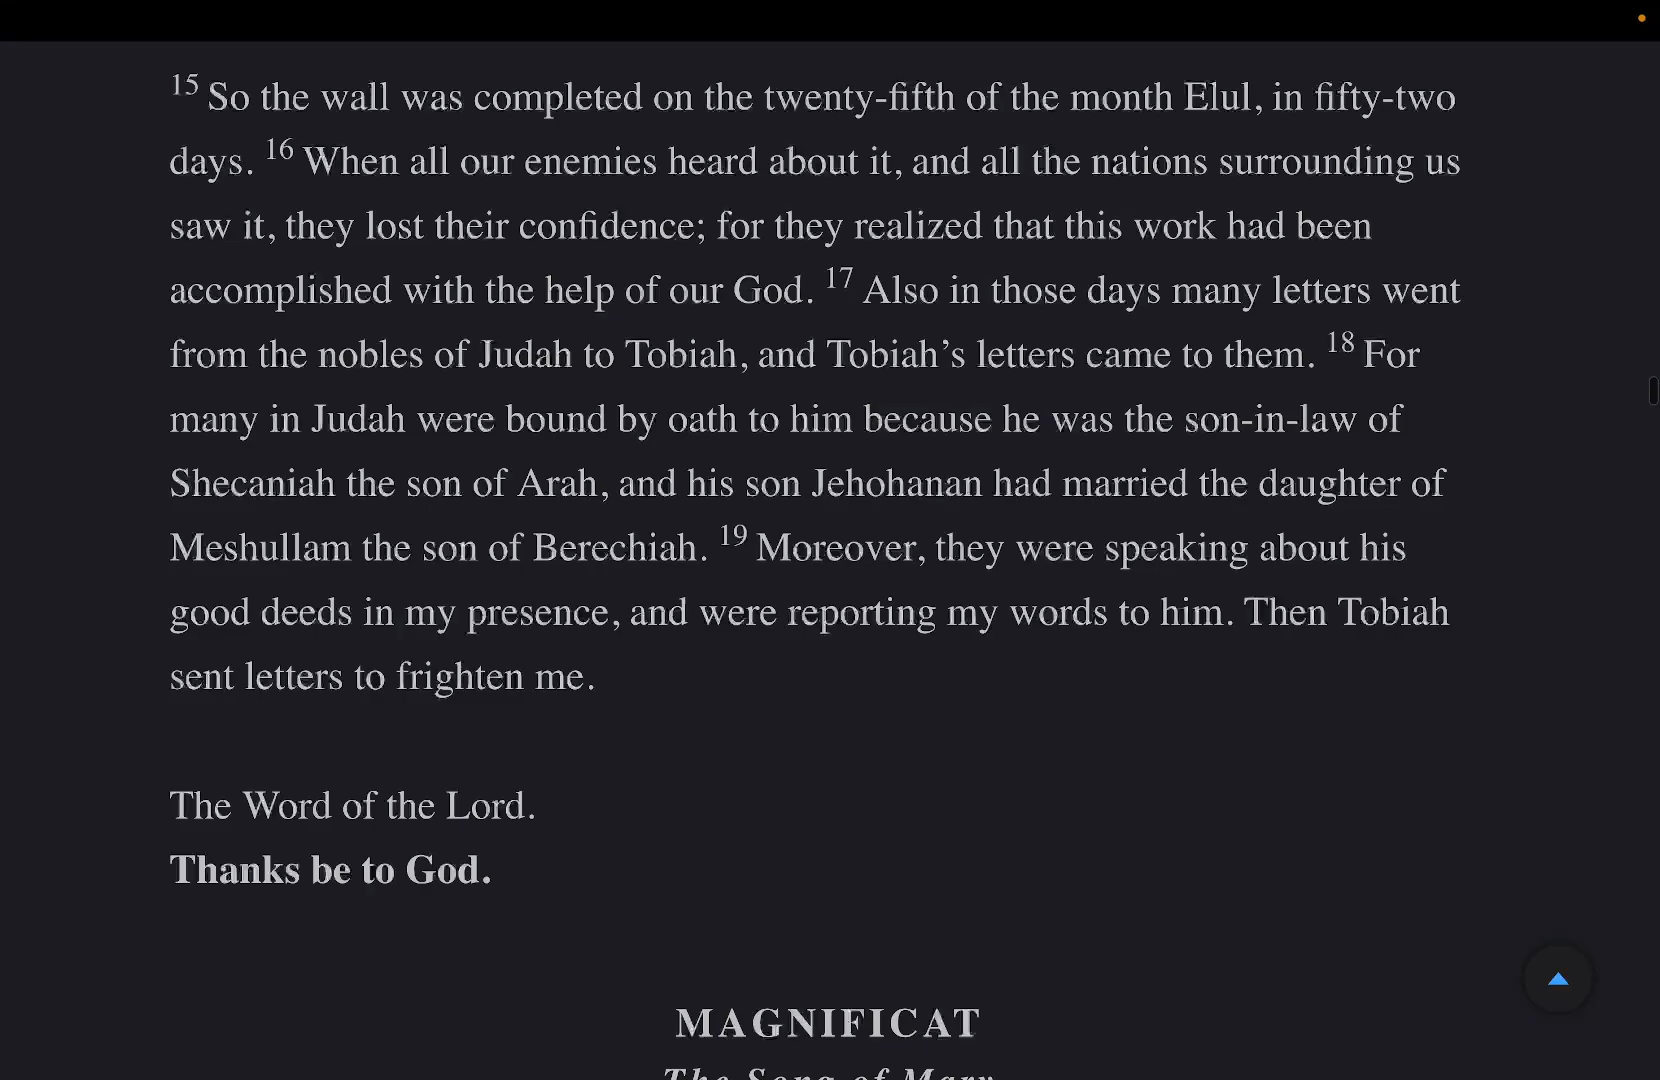 15 So the wall was completed on the twenty-fifth of the month Elul, in fifty-two
days. 16 When all our enemies heard about it, and all the nations surrounding us
saw it, they lost their confidence; for they realized that this work had been
accomplished with the help of our God. 17 Also in those days many letters went
from the nobles of Judah to Tobiah, and Tobiah’s letters came to them. 18 For
many in Judah were bound by oath to him because he was the son-in-law of
Shecaniah the son of Arah, and his son Jehohanan had married the daughter of
Meshullam the son of Berechiah. 19 Moreover, they were speaking about his
good deeds in my presence, and were reporting my words to him. Then Tobiah
sent letters to frighten me.
The Word of the Lord.
Thanks be to God.
MAGNIFICAT
The Song of Mary